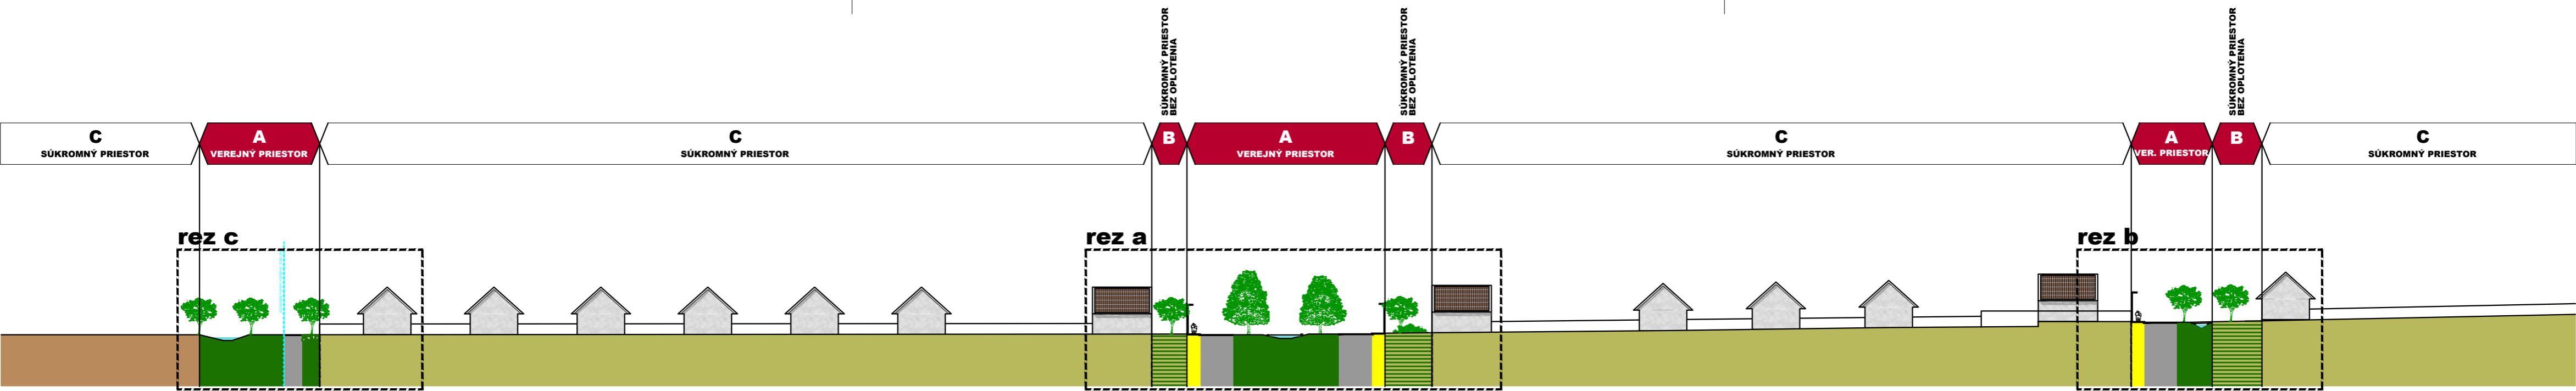 SÚKROMNÝ PRIESTOR
BEZ OPLOTENIA
SÚKROMNÝ PRIESTOR
BEZ OPLOTENIA
SÚKROMNÝ PRIESTOR
BEZ OPLOTENIA
C
SÚKROMNÝ PRIESTOR
A
VEREJNÝ PRIESTOR
C
SÚKROMNÝ PRIESTOR
B
A
VEREJNÝ PRIESTOR
B
C
SÚKROMNÝ PRIESTOR
A
VER. PRIESTOR
B
C
SÚKROMNÝ PRIESTOR
rez c
rez a
rez b